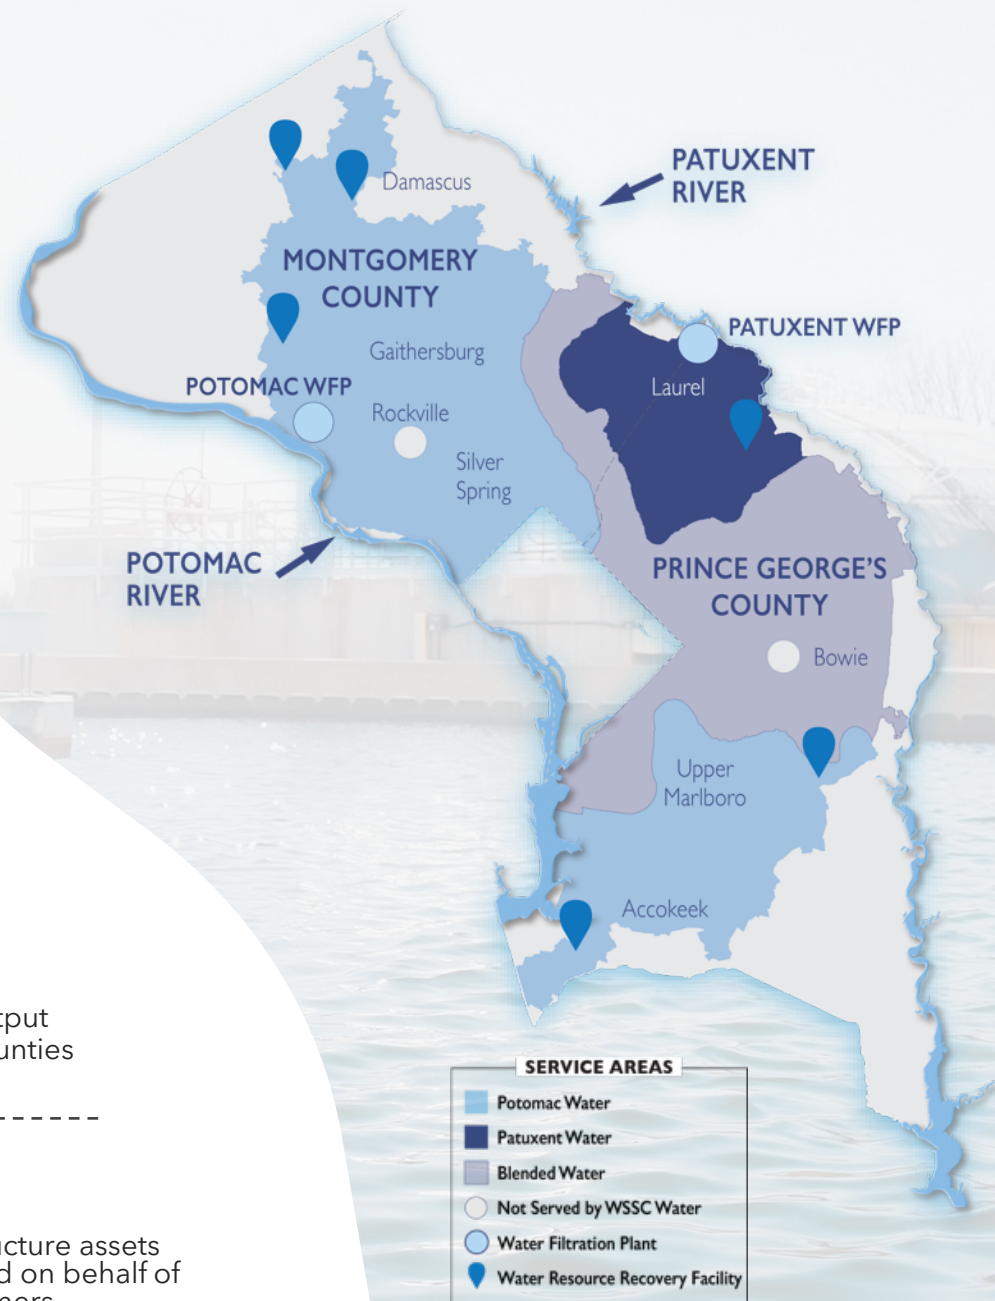 PATUXENT
RIVER
Damascus
MONTGOMERY
COUNTY
PATUXENT WFP
Gaithersburg
POTOMAC WFP
Laurel
Rockville
Silver
Spring
POTOMAC
RIVER
PRINCE GEORGE'S
COUNTY
Bowie
Upper
Marlboro
Accokeek
tput
unties
SERVICE AREAS
Potomac Water
Patuxent Water
Blended Water
Not Served by WSSC Water
Water Filtration Plant
Water Resource Recovery Facility
ucture assets
d on behalf of